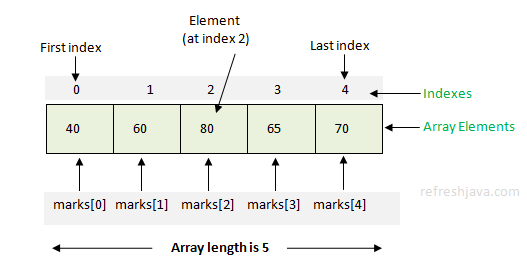 Element
(at index 2)
First index
Last index
0 1 2 3 4
Indexes
40 60 80 65 70
Array Elements
marks[0] marks[1] marks[2] marks[3] marks[4]
refreshjava.com
Array length is 5